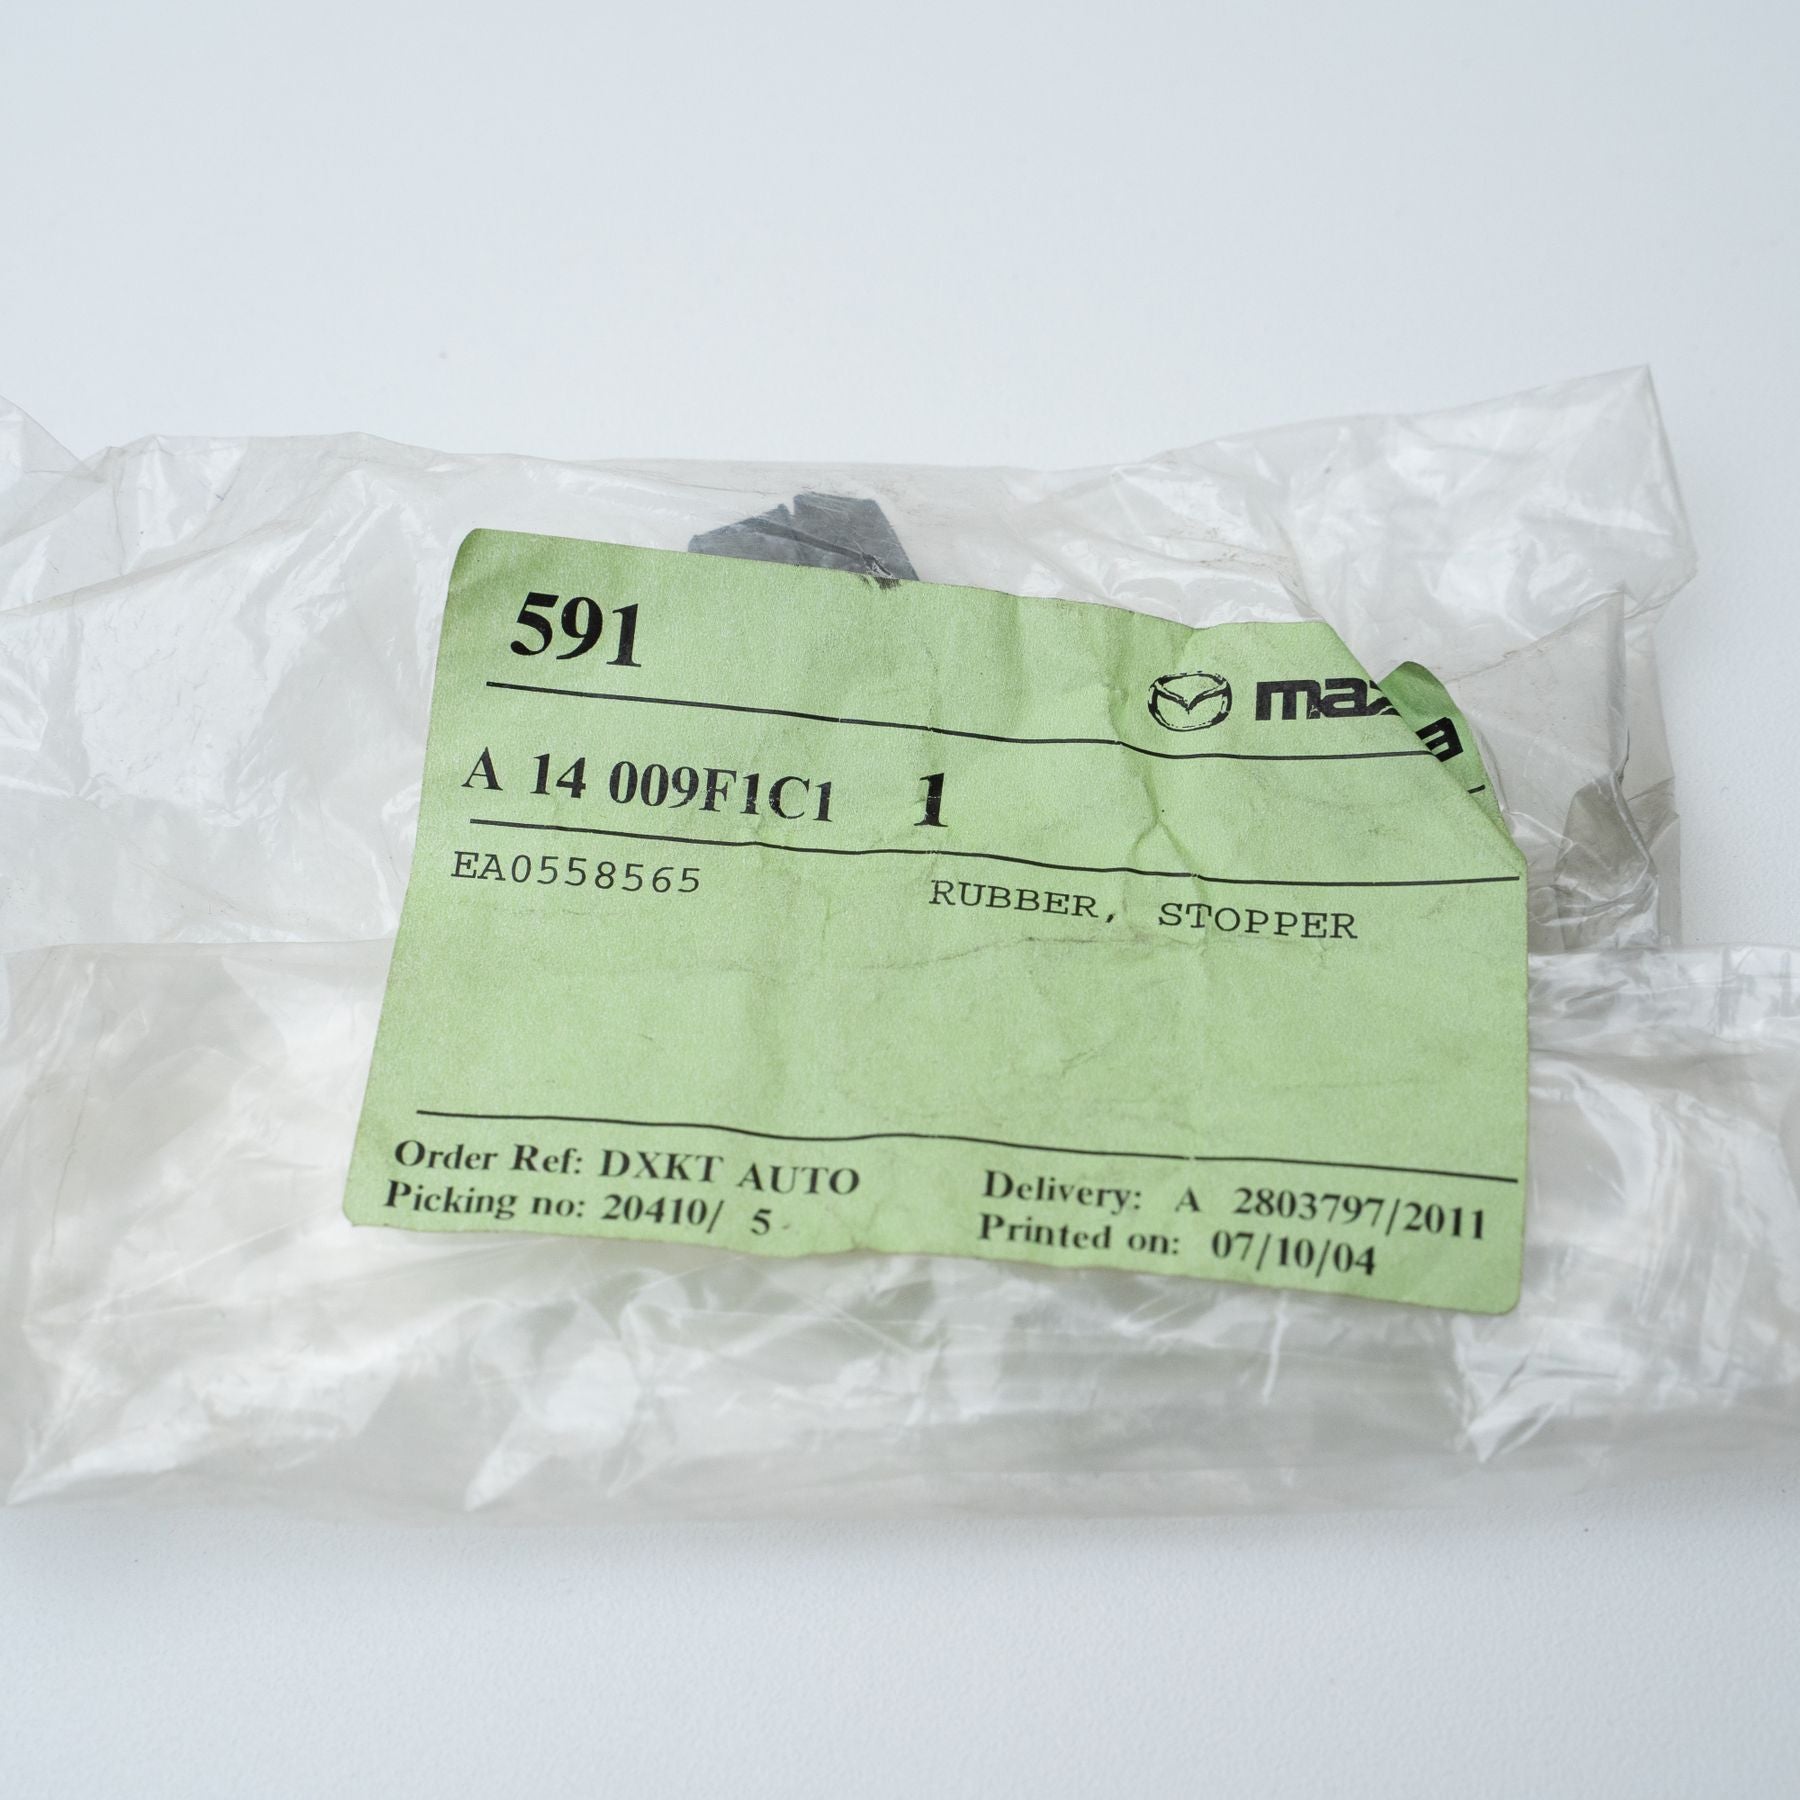 591
maz
A 14 009F1C1 1
EA0558565 RUBBER, STOPPER
Order Ref: DXKT AUTO Delivery: A 2803797/2011
Picking no: 20410/ 5 Printed on: 07/10/04